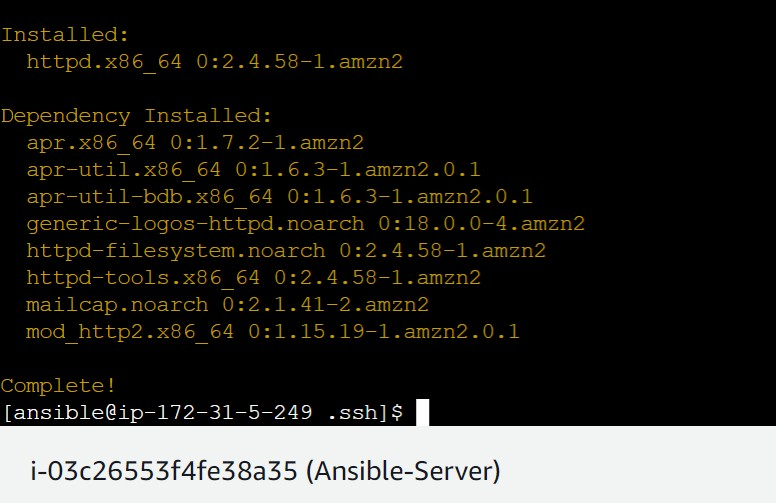 Installed:
httpd.x86_64 0:2.4.58-1.amzn2
Dependency Installed:
apr.x86_64 0:1.7.2-1.amzn2
apr-util.x86_64 0:1.6.3-1.amzn2.0.1
apr-util-bdb.x86_64 0:1.6.3-1.amzn2.0.1
generic-logos-httpd.noarch 0:18.0.0-4.amzn2
httpd-filesystem.noarch 0:2.4.58-1.amzn2
httpd-tools.x86_64 0:2.4.58-1.amzn2
mailcap.noarch 0:2.1.41-2.amzn2
mod_http2.x86_64 0:1.15.19-1.amzn2.0.1
Complete!
[ansible@ip-172-31-5-249 .ssh]$
i-03c26553f4fe38a35 (Ansible-Server)